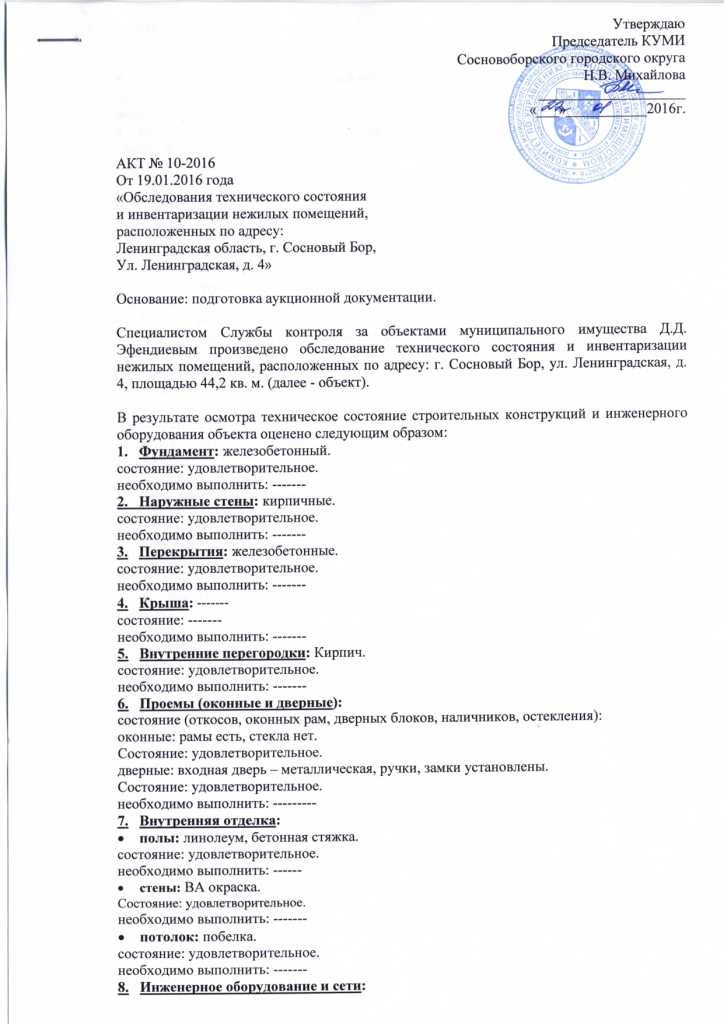 Утверждаю
Председатель КУМИ
Сосновоборского городского округа
Н.В. Михайлова
« 2016г.
АКТ № 10-2016
От 19.01.2016 года
«Обследования технического состояния
и инвентаризации нежилых помещений,
расположенных по адресу:
Ленинградская область, г. Сосновый Бор,
Ул. Ленинградская, д. 4»
Основание: подготовка аукционной документации.
Специалистом Службы контроля за объектами муниципального имущества Д.Д.
Эфендиевым произведено обследование технического состояния и инвентаризации
нежилых помещений, расположенных по адресу: г. Сосновый Бор, ул. Ленинградская, д.
4, площадью 44,2 кв. м. (далее - объект).
В результате осмотра техническое состояние строительных конструкций и инженерного
оборудования объекта оценено следующим образом:
1. Фундамент: железобетонный.
состояние: удовлетворительное.
необходимо выполнить: -------
2. Наружные стены: кирпичные.
состояние: удовлетворительное.
необходимо выполнить: -------
3. Перекрытия: железобетонные.
состояние: удовлетворительное.
необходимо выполнить: -------
4. Крыша: -------
состояние: -------
необходимо выполнить: -------
5. Внутренние перегородки: Кирпич.
состояние: удовлетворительное.
необходимо выполнить: -------
6. Проемы (оконные и дверные):
состояние (откосов, оконных рам, дверных блоков, наличников, остекления):
оконные: рамы есть, стекла нет.
Состояние: удовлетворительное.
дверные: входная дверь – металлическая, ручки, замки установлены.
Состояние: удовлетворительное.
необходимо выполнить: ---------
7. Внутренняя отделка:
• полы: линолеум, бетонная стяжка.
состояние: удовлетворительное.
необходимо выполнить: ------
• стены: ВА окраска.
Состояние: удовлетворительное.
необходимо выполнить: -------
• потолок: побелка.
состояние: удовлетворительное.
необходимо выполнить: -------
8. Инженерное оборудование и сети: